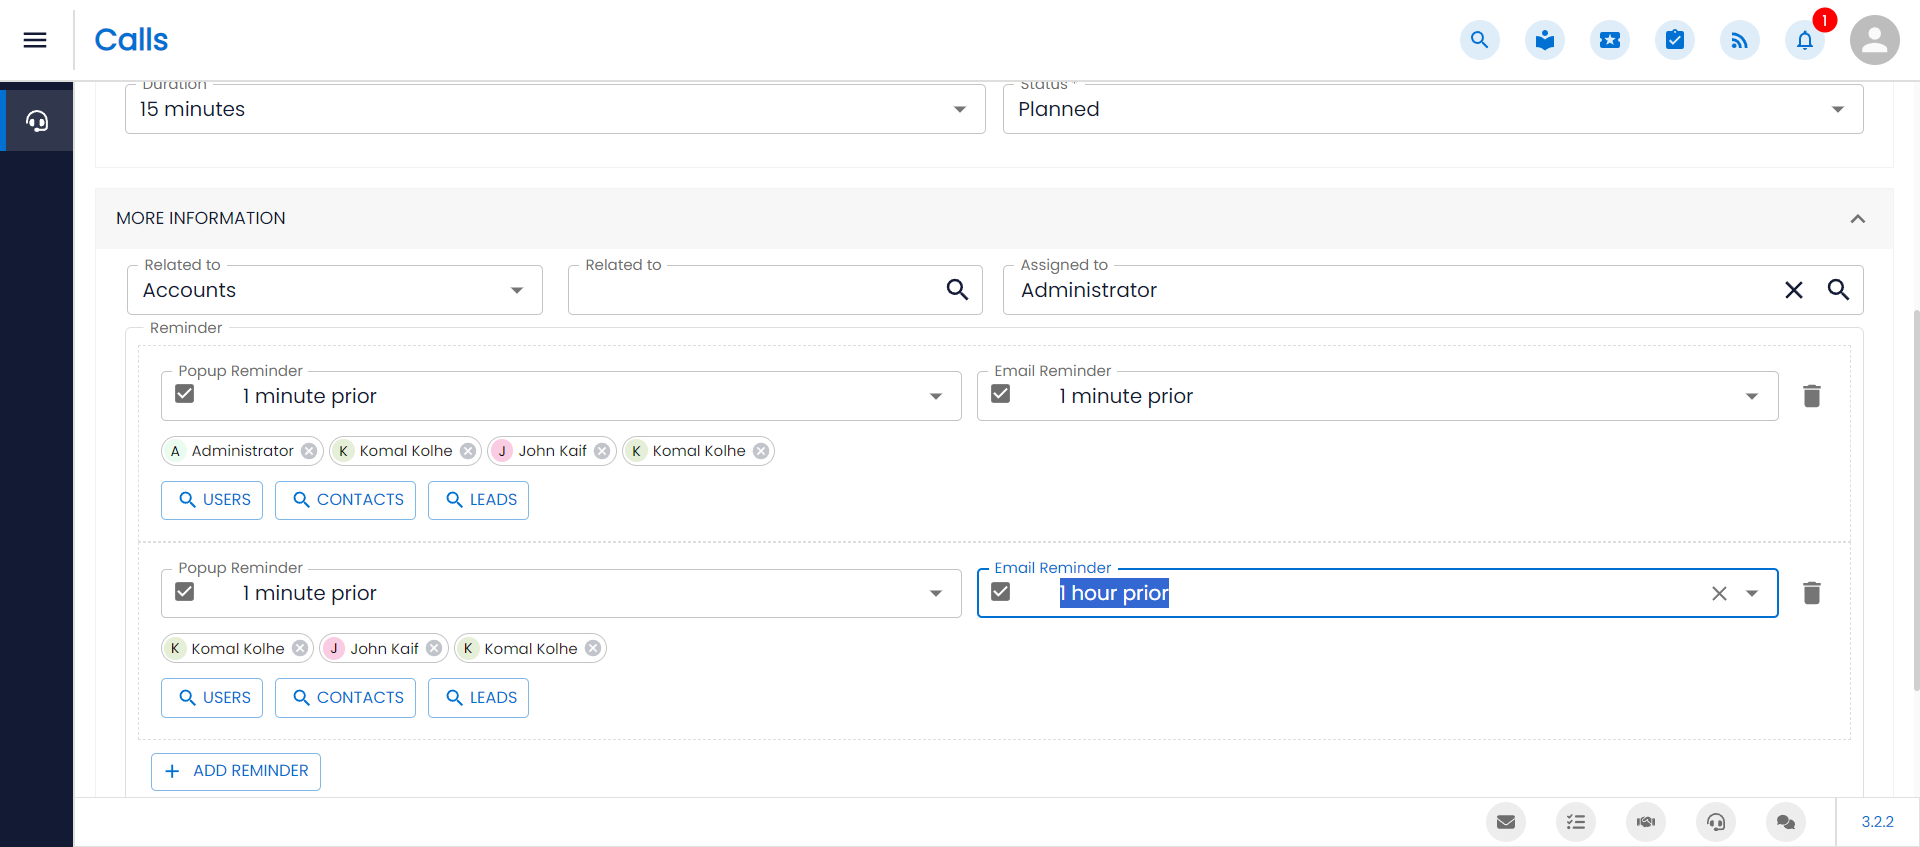 Calls
1
Duration
Status *
15 minutes
Planned
MORE INFORMATION
Related to
Related to
Assigned to
Accounts
Administrator
Reminder
Popup Reminder
Email Reminder
1 minute prior
1 minute prior
A Administrator K Komal Kolhe J John Kaif K Komal Kolhe
USERS CONTACTS LEADS
Popup Reminder
Email Reminder
1 minute prior
1 hour prior
K Komal Kolhe J John Kaif K Komal Kolhe
USERS CONTACTS LEADS
ADD REMINDER
3.2.2